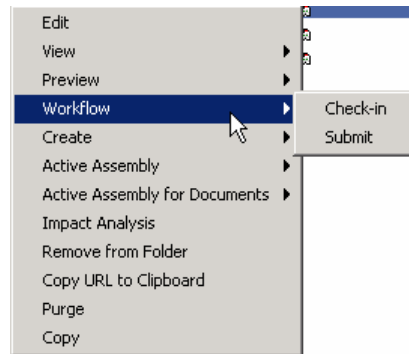 Edit
View
Preview
Workflow
Check-in
Create
Submit
Active Assembly
Active Assembly for Documents
Impact Analysis
Remove from Folder
Copy URL to Clipboard
Purge
Copy